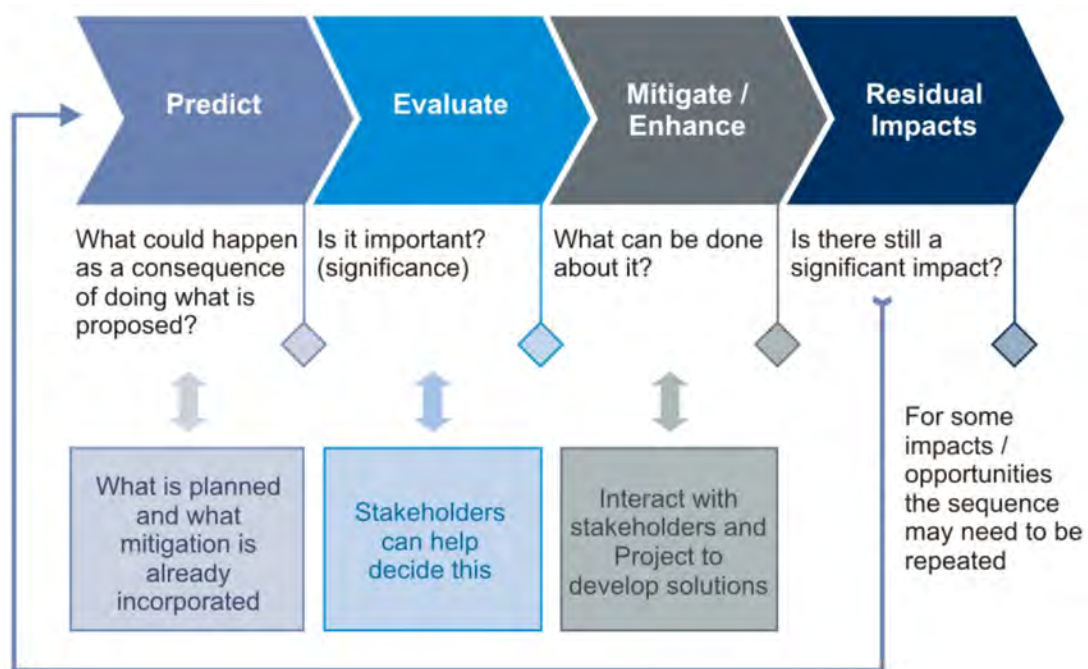 Predict
Evaluate
Mitigate /
Enhance
Residual
Impacts
What could happen
as a consequence
of doing what is
proposed?
Is it important?
(significance)
What can be done
about it?
Is there still a
significant impact?
What is planned
and what
mitigation is
already
incorporated
Stakeholders
can help
decide this
Interact with
stakeholders and
Project to
develop solutions
For some
impacts /
opportunities
the sequence
may need to be
repeated